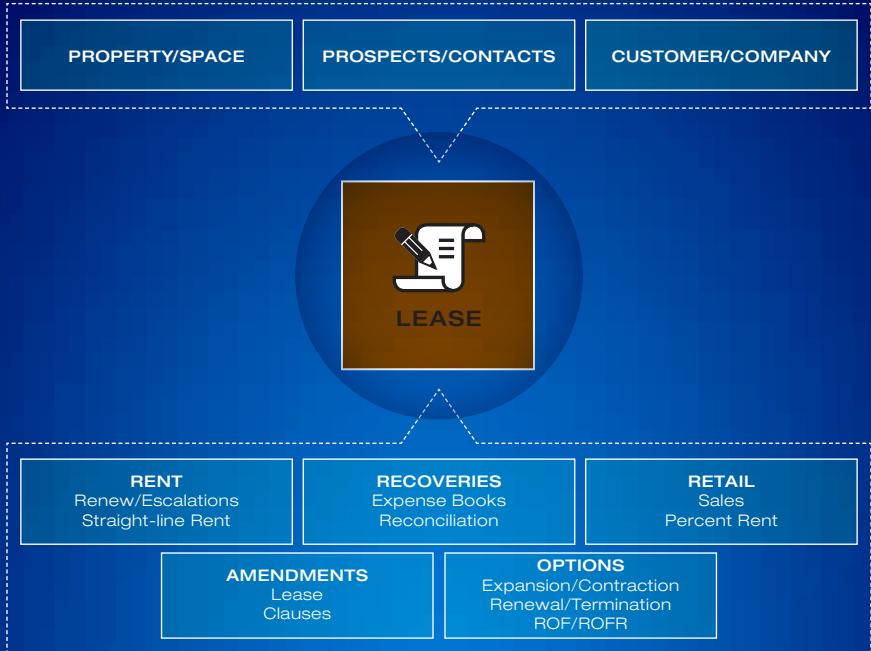 PROPERTY/SPACE
PROSPECTS/CONTACTS
CUSTOMER/COMPANY
LEASE
RENT
Renew/Escalations
Straight-line Rent
RECOVERIES
Expense Books
Reconciliation
RETAIL
Sales
Percent Rent
AMENDMENTS
Lease
Clauses
OPTIONS
Expansion/Contraction
Renewal/Termination
ROF/ROFR